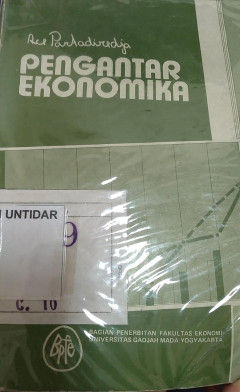 Ace Partadiredja
PENGANTAR
EKONOMIKA
UNTIDAR
9
C. 10
BAGIAN PENERBITAN FAKULTAS EKONOMI
UNIVERSITAS GADJAH MADA YOGYAKARTA